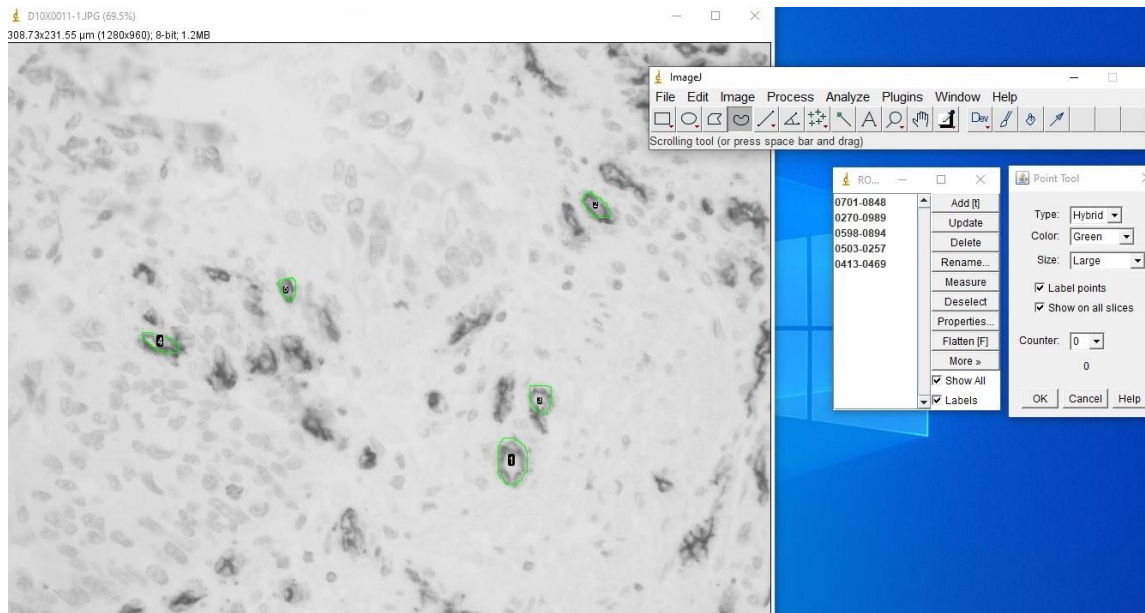 D10X0011-1.JPG (69.5%)
308.73x231.55 µm (1280x960); 8-bit; 1.2MB
2
5
4
3
1
ImageJ
File Edit Image Process Analyze Plugins Window Help
A Dev
Scrolling tool (or press space bar and drag)
RO...
0701-0848
0270-0989
0598-0894
0503-0257
0413-0469
Add [t]
Update
Delete
Rename...
Measure
Deselect
Properties...
Flatten [F]
More »
Show All
Labels
Point Tool
Type: Hybrid
Color: Green
Size: Large
Label points
Show on all slices
Counter: 0
0
OK Cancel Help